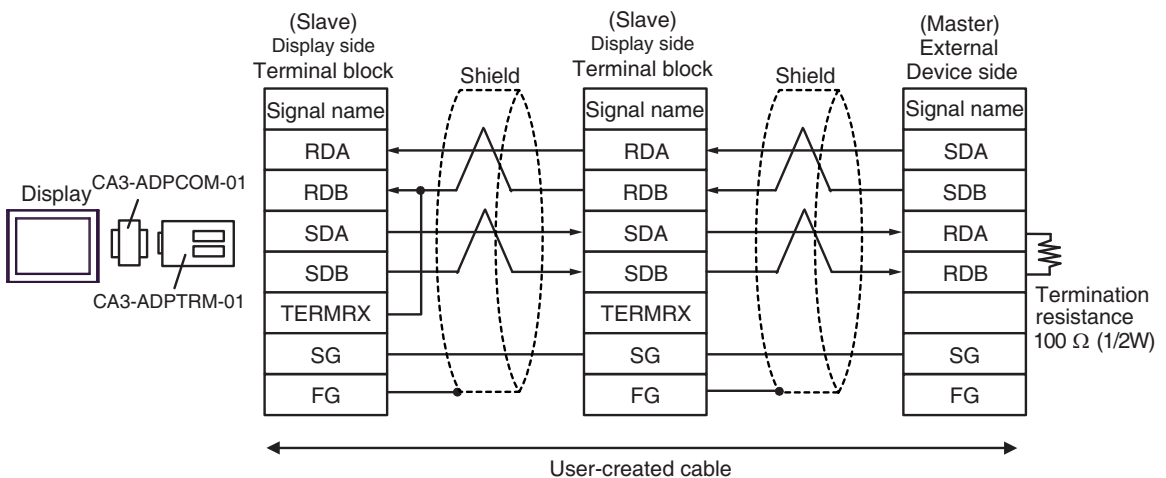 (Slave)
Display side
Terminal block
(Slave)
Display side
Terminal block
(Master)
External
Device side
Shield
Shield
Signal name
Signal name
Signal name
RDA
RDA
SDA
RDB
RDB
SDB
SDA
SDA
RDA
SDB
SDB
RDB
TERMRX
TERMRX
SG
SG
SG
FG
FG
FG
Display
CA3-ADPCOM-01
CA3-ADPTRM-01
Termination
resistance
100 Ω (1/2W)
User-created cable